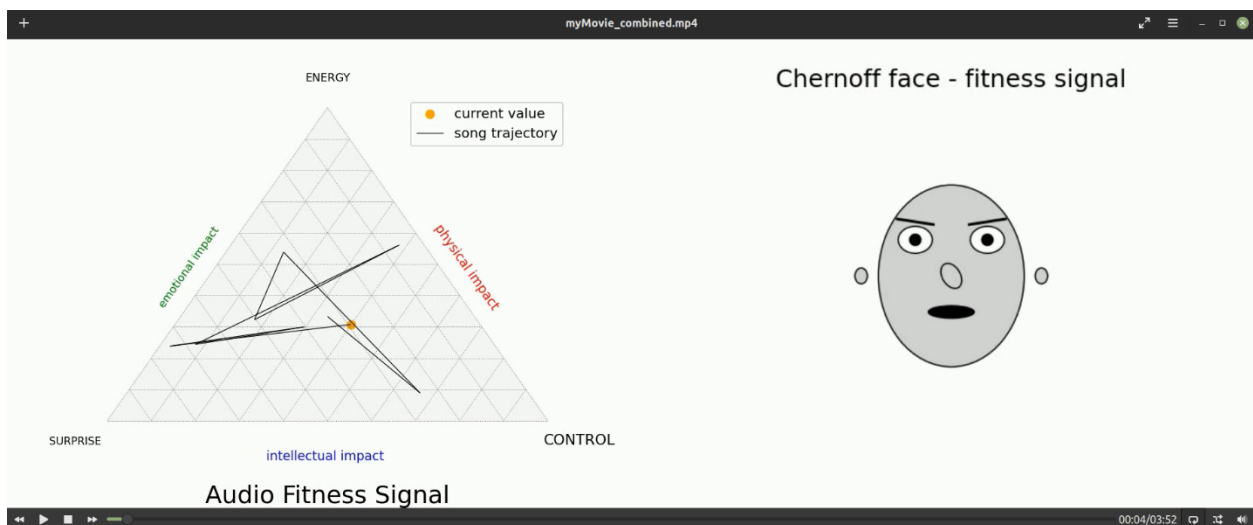 myMovie_combined.mp4
Chernoff face - fitness signal
ENERGY
current value
song trajectory
emotional impact
physical impact
SURPRISE
CONTROL
intellectual impact
Audio Fitness Signal
00:04/03:52